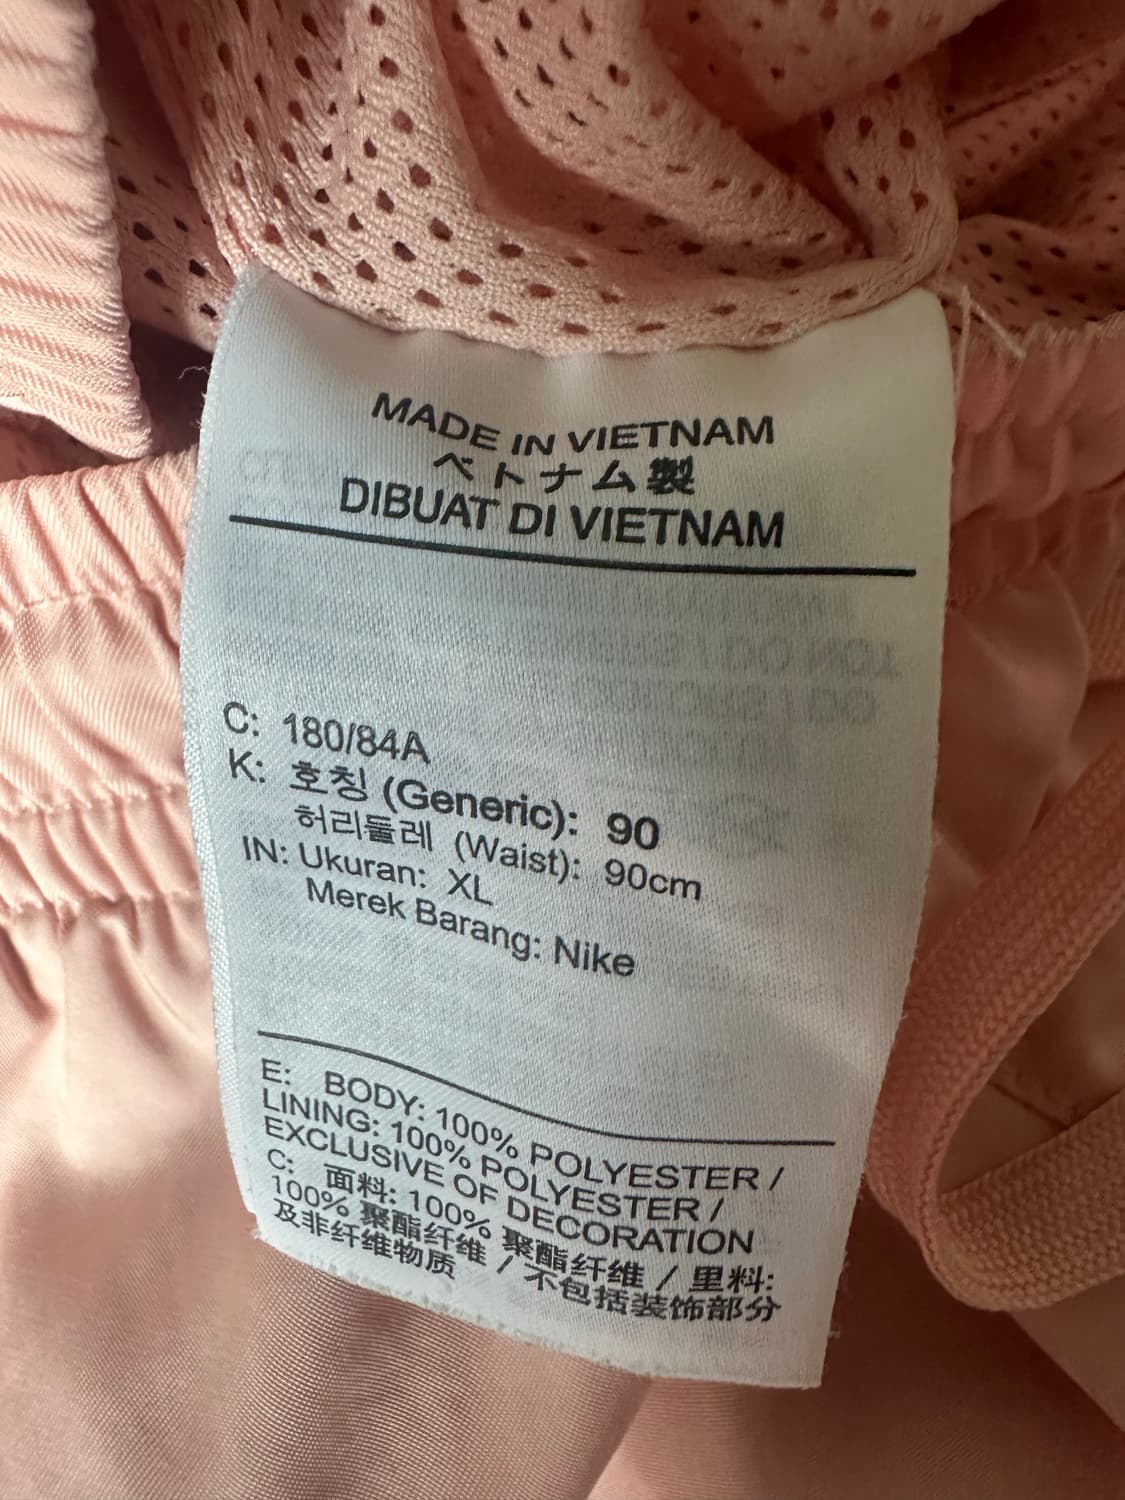 MADE IN VIETNAM
ベトナム製
DIBUAT DI VIETNAM
C: 180/84A
K: 호칭 (Generic): 90
허리둘레 (Waist): 90cm
IN: Ukuran: XL
Merek Barang: Nike
E: BODY: 100% POLYESTER /
LINING: 100% POLYESTER /
EXCLUSIVE OF DECORATION
C: 面料: 100% 聚酯纤维 / 里料:
100% 聚酯纤维 / 不包括装饰部分
及非纤维物质